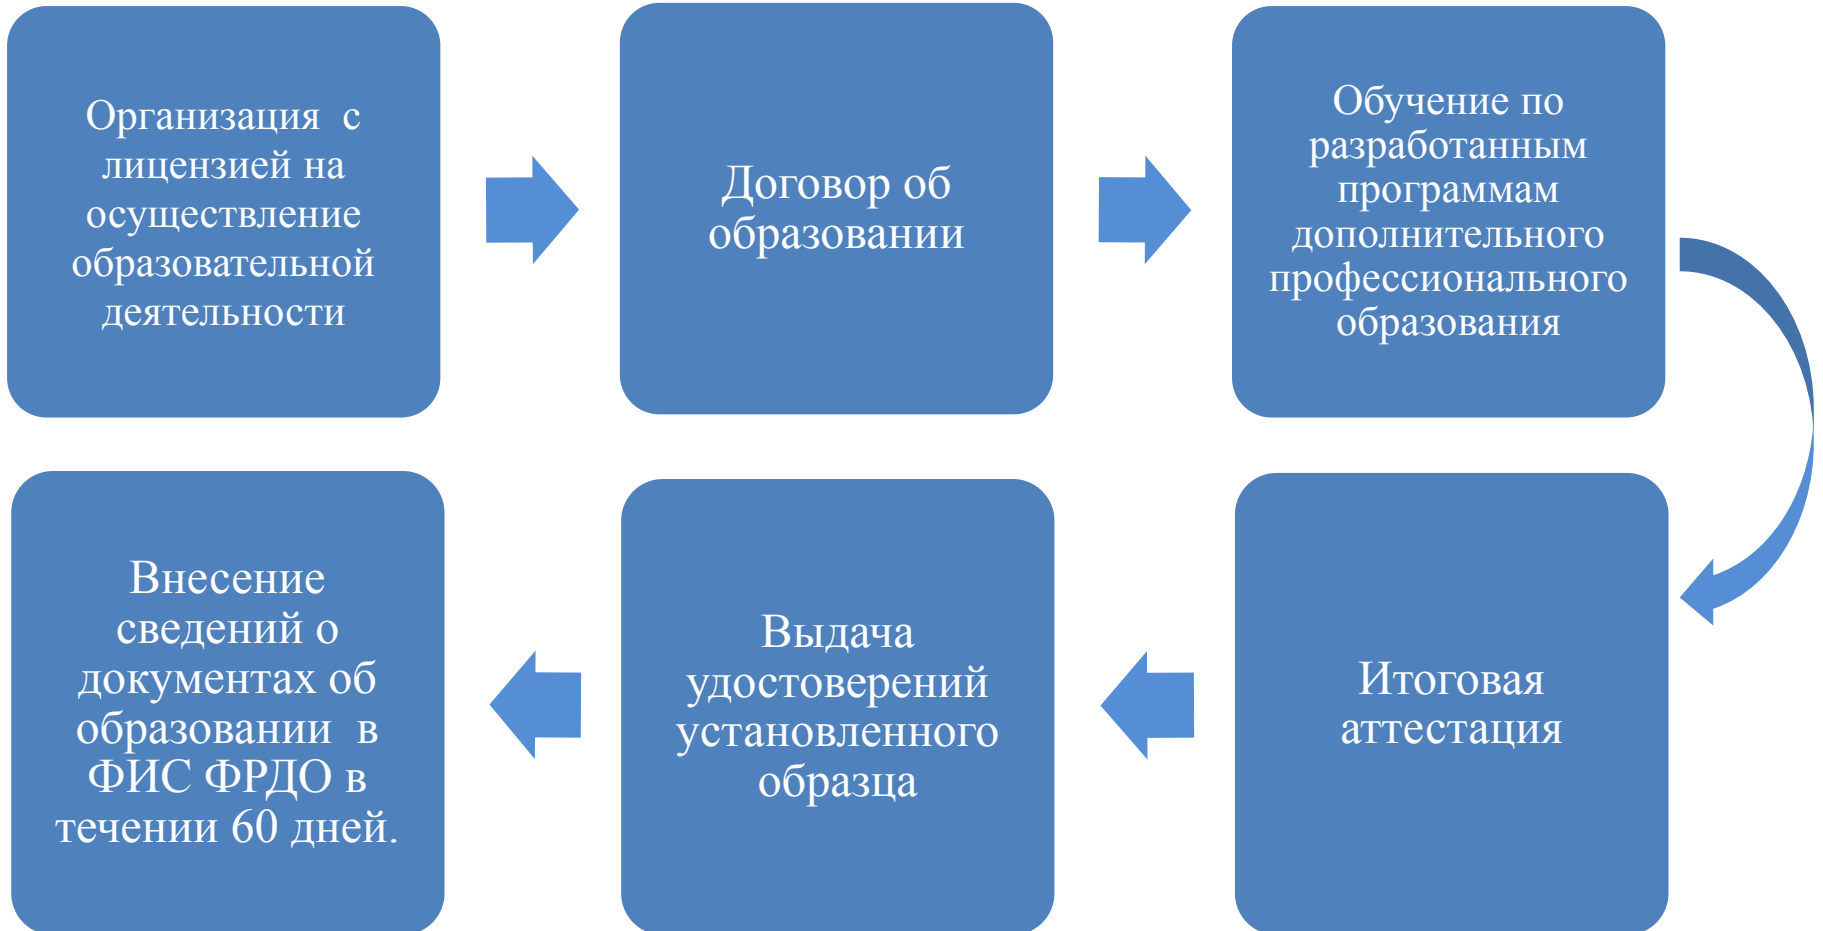 Организация с
лицензией на
осуществление
образовательной
деятельности
Договор об
образовании
Обучение по
разработанным
программам
дополнительного
профессионального
образования
Итоговая
аттестация
Выдача
удостоверений
установленного
образца
Внесение
сведений о
документах об
образовании в
ФИС ФРДО в
течении 60 дней.